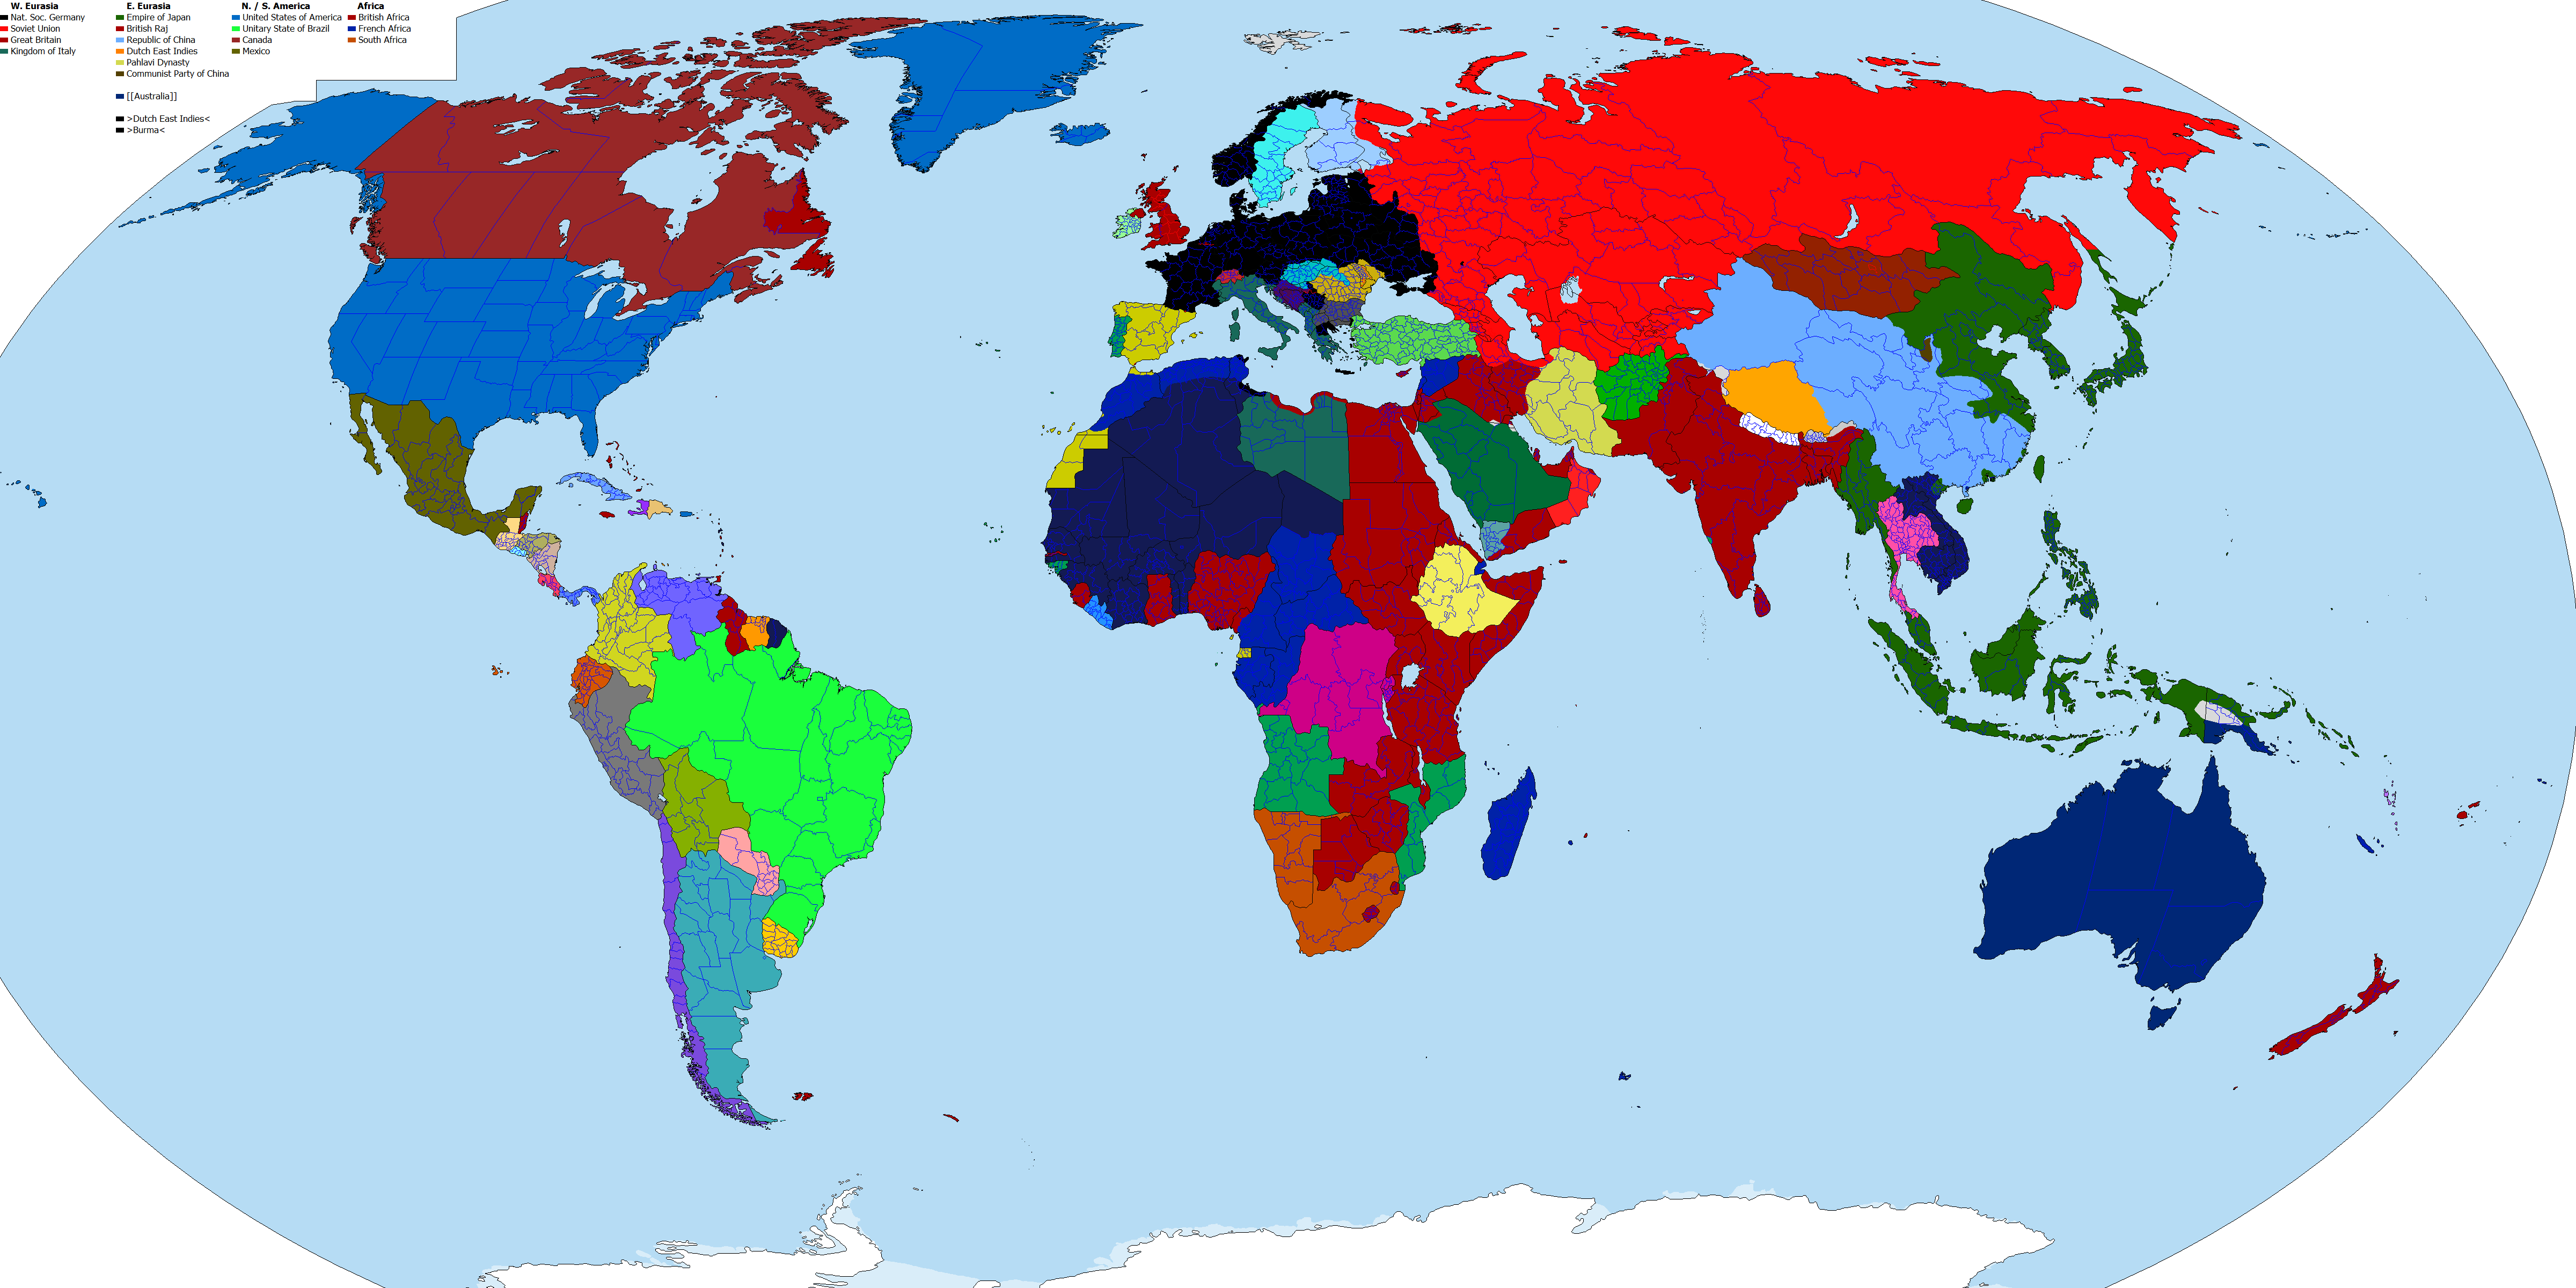 W. Eurasia
Nat. Soc. Germany
Soviet Union
Great Britain
Kingdom of Italy
E. Eurasia
Empire of Japan
British Raj
Republic of China
Dutch East Indies
Pahlavi Dynasty
Communist Party of China
[[Australia]]
>Dutch East Indies<
>Burma<
N. / S. America
United States of America
Unitary State of Brazil
Canada
Mexico
Africa
British Africa
French Africa
South Africa